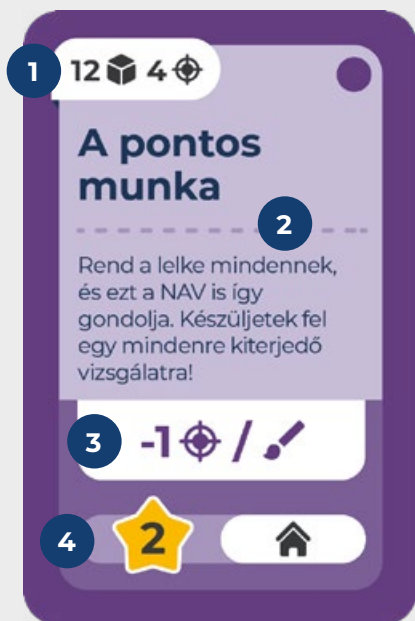 1 12 4
A pontos
munka
2
Rend a lelke mindennek,
és ezt a NAV is így
gondolja. Készüljetek fel
egy mindenre kiterjedő
vizsgálatra!
3 -1 /
4 2